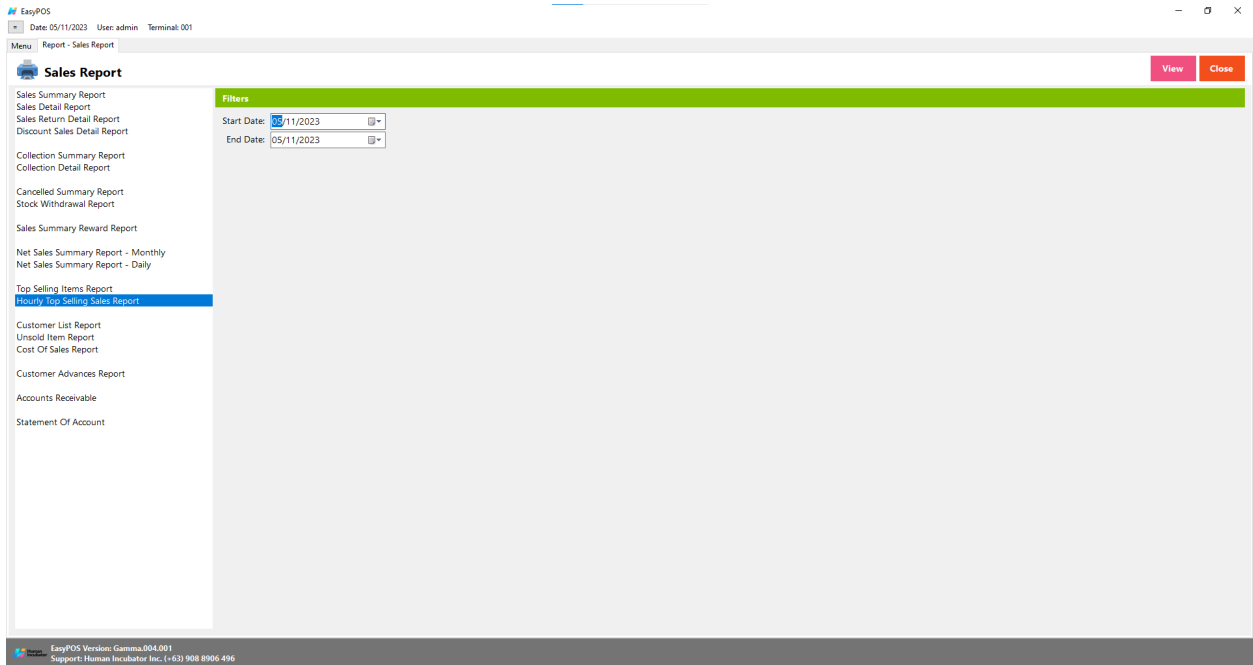 EasyPOS
Date: 05/11/2023 User: admin Terminal: 001
Menu Report - Sales Report
Sales Report
View Close
Sales Summary Report
Sales Detail Report
Sales Return Detail Report
Discount Sales Detail Report
Collection Summary Report
Collection Detail Report
Cancelled Summary Report
Stock Withdrawal Report
Sales Summary Reward Report
Net Sales Summary Report - Monthly
Net Sales Summary Report - Daily
Top Selling Items Report
Hourly Top Selling Sales Report
Customer List Report
Unsold Item Report
Cost Of Sales Report
Customer Advances Report
Accounts Receivable
Statement Of Account
Filters
Start Date: 05/11/2023
End Date: 05/11/2023
Human Incubator
EasyPOS Version: Gamma.004.001
Support: Human Incubator Inc. (+63) 908 8906 496